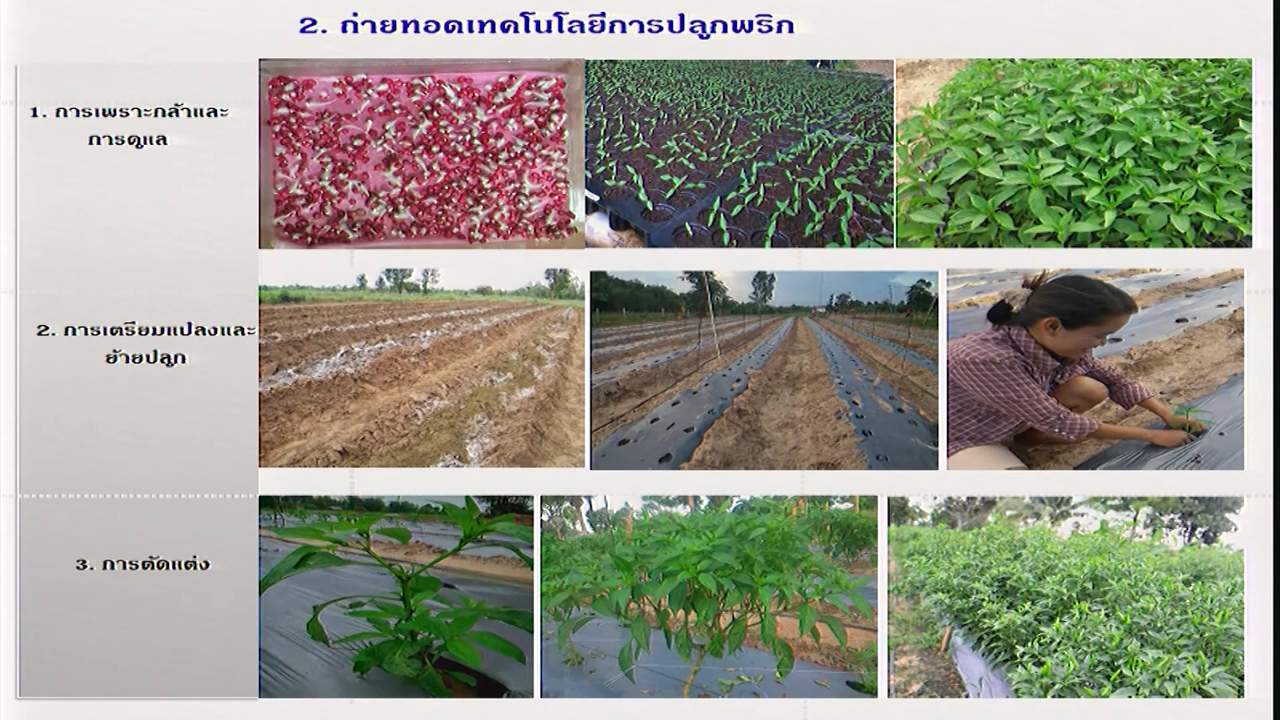 2. ถ่ายทอดเทคโนโลยีการปลูกพริก
1. การเพราะกล้าและ
การดูแล
2. การเตรียมแปลงและ
ย้ายปลูก
3. การตัดแต่ง